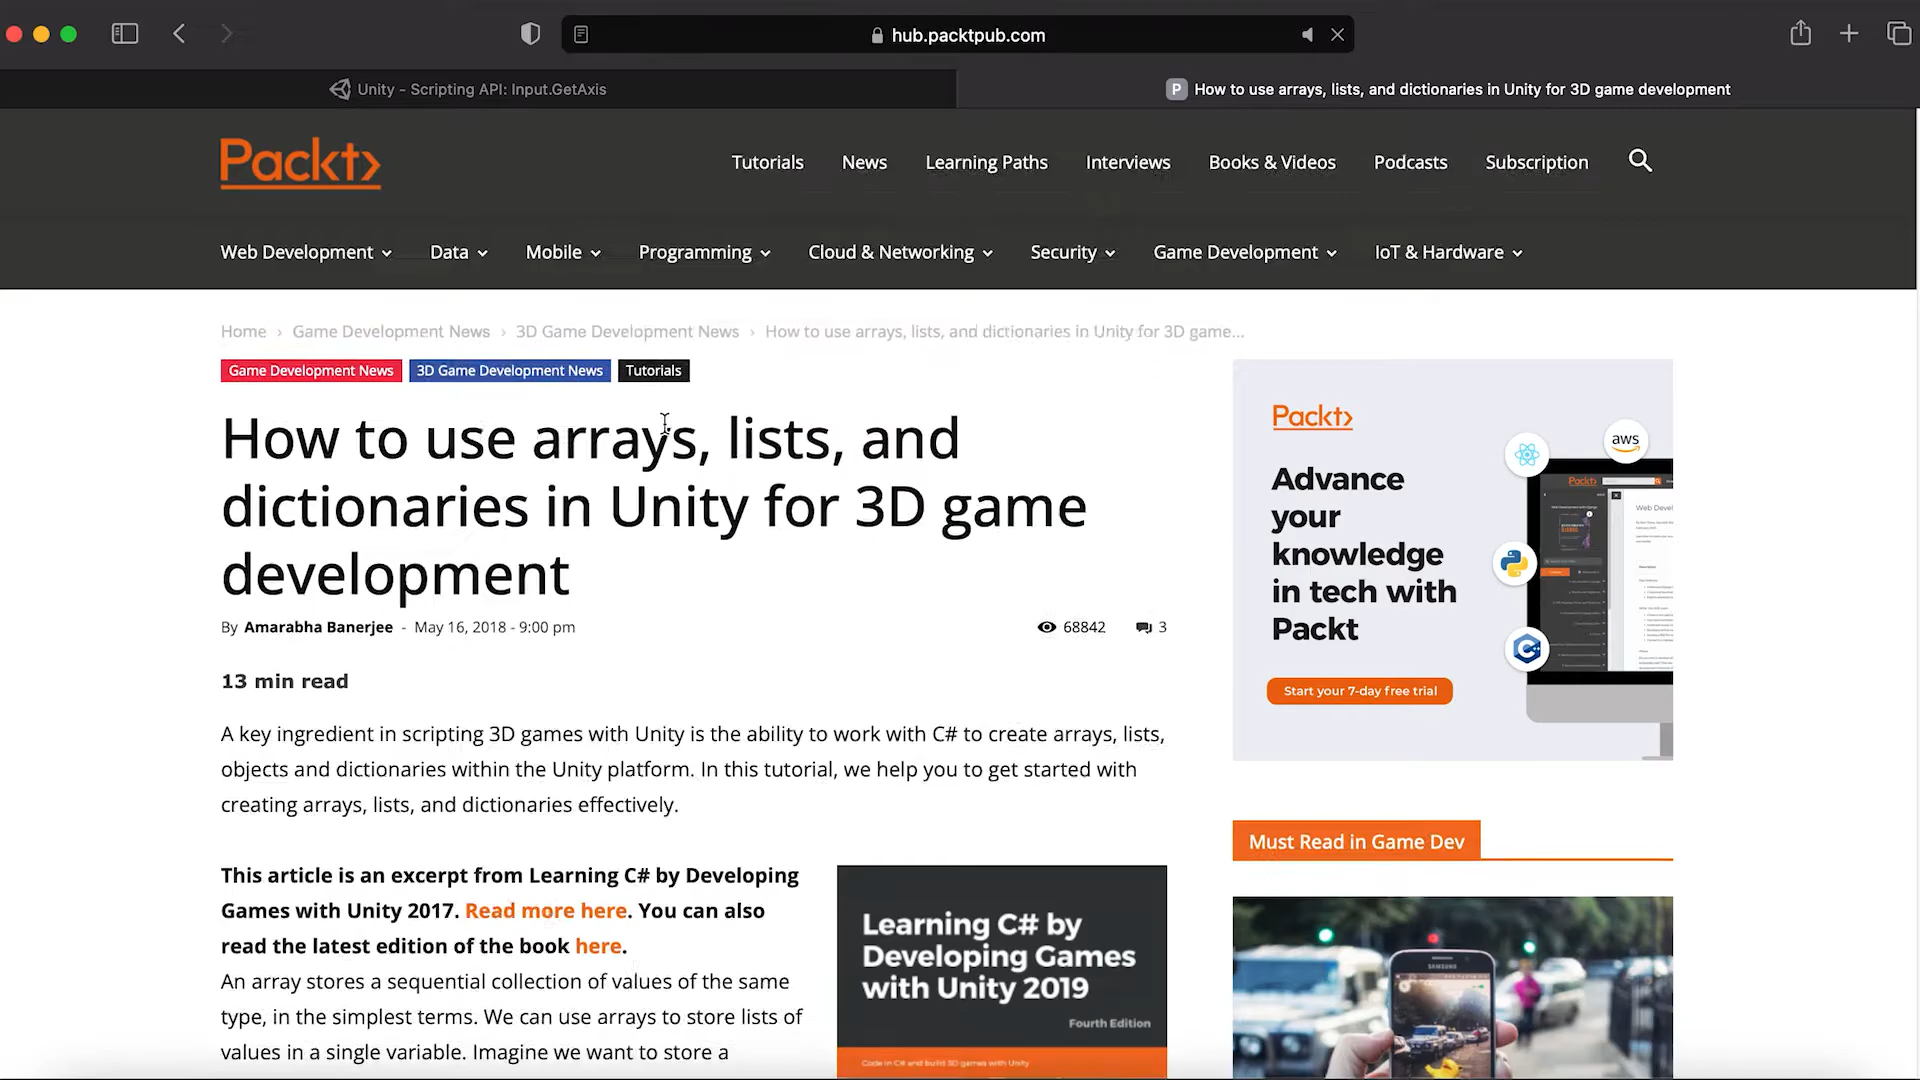 hub.packtpub.com
Unity - Scripting API: Input.GetAxis
P How to use arrays, lists, and dictionaries in Unity for 3D game development
Packt>
Tutorials News Learning Paths Interviews Books & Videos Podcasts Subscription
Web Development Data Mobile Programming Cloud & Networking Security Game Development IoT & Hardware
Home › Game Development News › 3D Game Development News › How to use arrays, lists, and dictionaries in Unity for 3D game...
Game Development News 3D Game Development News Tutorials
How to use arrays, lists, and
dictionaries in Unity for 3D game
development
By Amarabha Banerjee - May 16, 2018 - 9:00 pm
68842 3
13 min read
A key ingredient in scripting 3D games with Unity is the ability to work with C# to create arrays, lists,
objects and dictionaries within the Unity platform. In this tutorial, we help you to get started with
creating arrays, lists, and dictionaries effectively.
This article is an excerpt from Learning C# by Developing
Games with Unity 2017. Read more here. You can also
read the latest edition of the book here.
An array stores a sequential collection of values of the same
type, in the simplest terms. We can use arrays to store lists of
values in a single variable. Imagine we want to store a
Learning C# by
Developing Games
with Unity 2019
Fourth Edition
Code in C# and build 3D games with Unity
Packt>
Advance
your
knowledge
in tech with
Packt
Start your 7-day free trial
aws
C
Packt>
Must Read in Game Dev
SAMSUNG